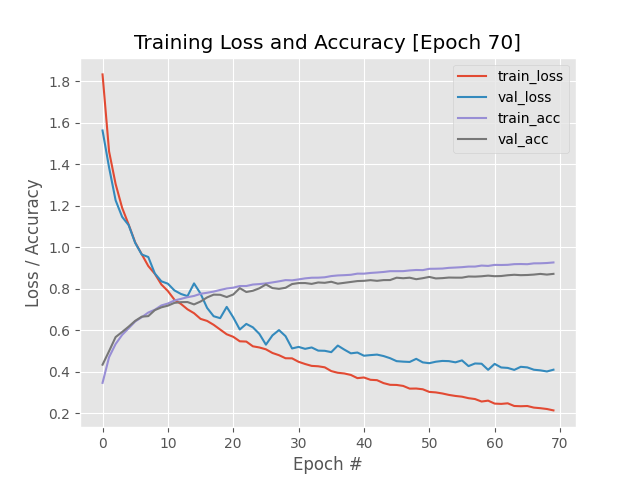 Training Loss and Accuracy [Epoch 70]
train_loss
val_loss
train_acc
val_acc
Loss / Accuracy
1.8
1.6
1.4
1.2
1.0
0.8
0.6
0.4
0.2
0 10 20 30 40 50 60 70
Epoch #